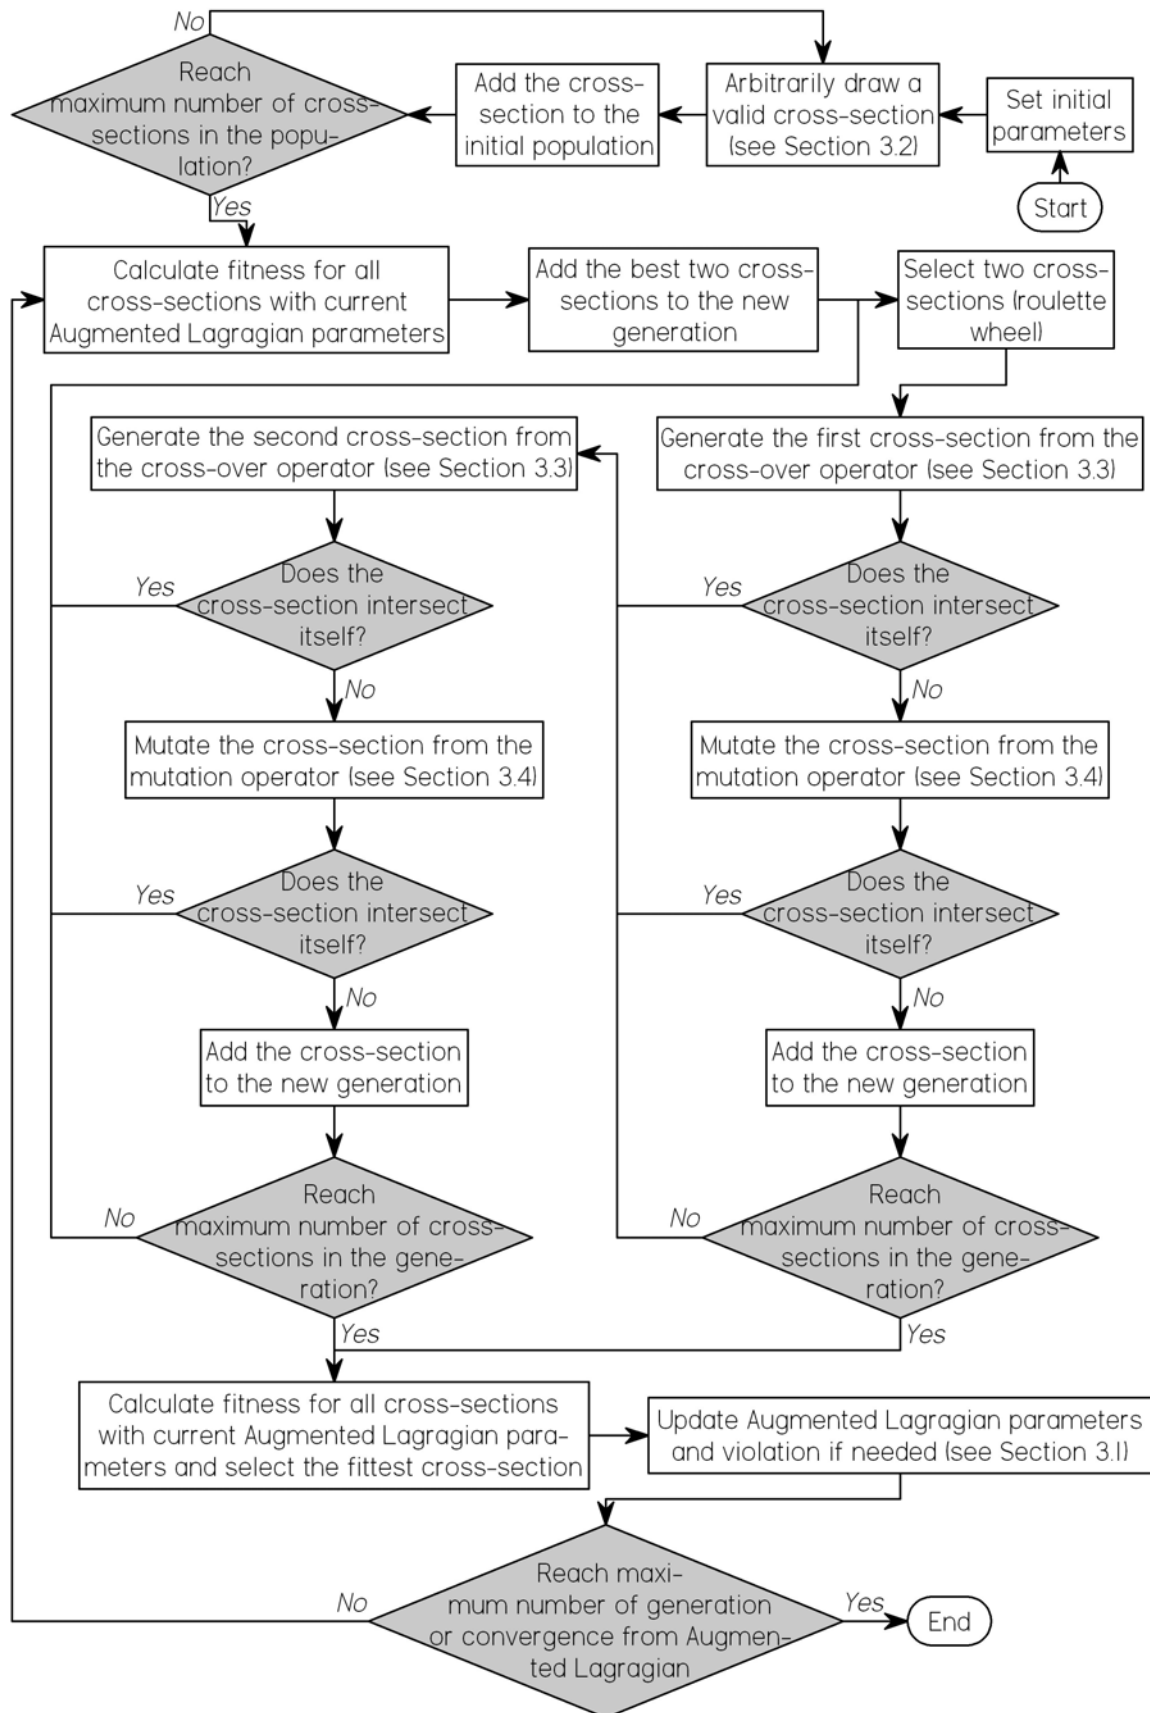 No
Reach
maximum number of cross-
sections in the popu-
lation?
Add the cross-
section to the
initial population
Arbitrarily draw a
valid cross-section
(see Section 3.2)
Set initial
parameters
Start
Yes
Calculate fitness for all
cross-sections with current
Augmented Lagragian parameters
Add the best two cross-
sections to the new
generation
Select two cross-
sections (roulette
wheel)
Generate the second cross-section from
the cross-over operator (see Section 3.3)
Generate the first cross-section from the
cross-over operator (see Section 3.3)
Yes
Does the
cross-section intersect
itself?
Yes
Does the
cross-section intersect
itself?
No
No
Mutate the cross-section from the
mutation operator (see Section 3.4)
Mutate the cross-section from the
mutation operator (see Section 3.4)
Yes
Does the
cross-section intersect
itself?
Yes
Does the
cross-section intersect
itself?
No
No
Add the cross-section
to the new generation
Add the cross-section
to the new generation
No
Reach
maximum number of cross-
sections in the gene-
ration?
No
Reach
maximum number of cross-
sections in the gene-
ration?
Yes
Yes
Calculate fitness for all cross-sections
with current Augmented Lagragian para-
meters and select the fittest cross-section
Update Augmented Lagragian parameters
and violation if needed (see Section 3.1)
No
Reach maxi-
mum number of generation
or convergence from Augmen-
ted Lagragian
Yes
End